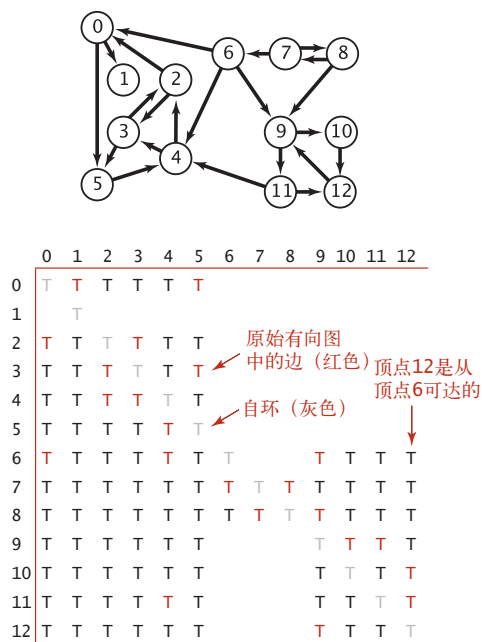 0
6 7 8
1 2
3 9 10
4
5 11 12
0 1 2 3 4 5 6 7 8 9 10 11 12
0 T T T T T T
1 T
2 T T T T T T
3 T T T T T T
4 T T T T T T
5 T T T T T T
6 T T T T T T T T T T T
7 T T T T T T T T T T T T T
8 T T T T T T T T T T T T T
9 T T T T T T T T T T
10 T T T T T T T T T T
11 T T T T T T T T T T
12 T T T T T T T T T T
原始有向图
中的边（红色）
顶点12是从
顶点6可达的
自环（灰色）